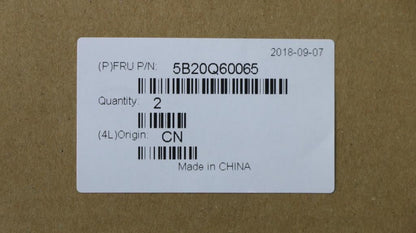 2018-09-07
(P)FRU P/N: 5B20Q60065
Quantity: 2
(4L)Origin: CN
Made in CHINA